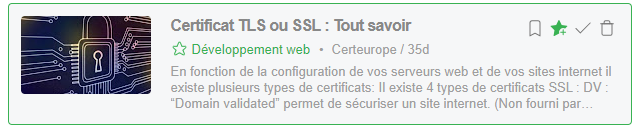 Certificat TLS ou SSL : Tout savoir
Développement web • Certeurope / 35d
En fonction de la configuration de vos serveurs web et de vos sites internet il
existe plusieurs types de certificats: Il existe 4 types de certificats SSL : DV :
“Domain validated” permet de sécuriser un site internet. (Non fourni par…